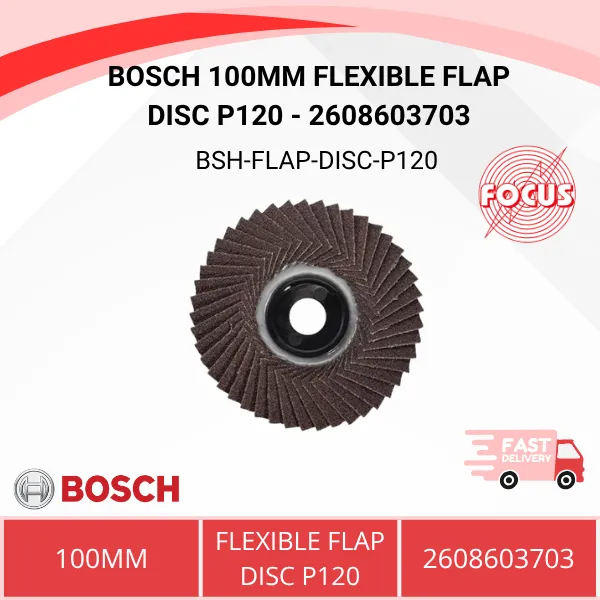 BOSCH 100MM FLEXIBLE FLAP
DISC P120 - 2608603703
BSH-FLAP-DISC-P120
FOCUS
FAST
DELIVERY
BOSCH
100MM
FLEXIBLE FLAP
DISC P120
2608603703